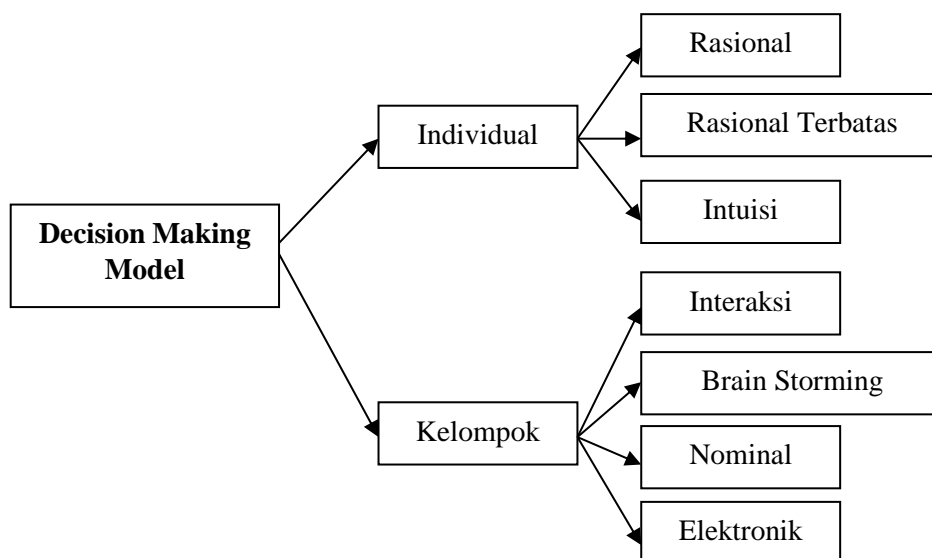 Decision Making
Model
Individual
Rasional
Rasional Terbatas
Intuisi
Kelompok
Interaksi
Brain Storming
Nominal
Elektronik